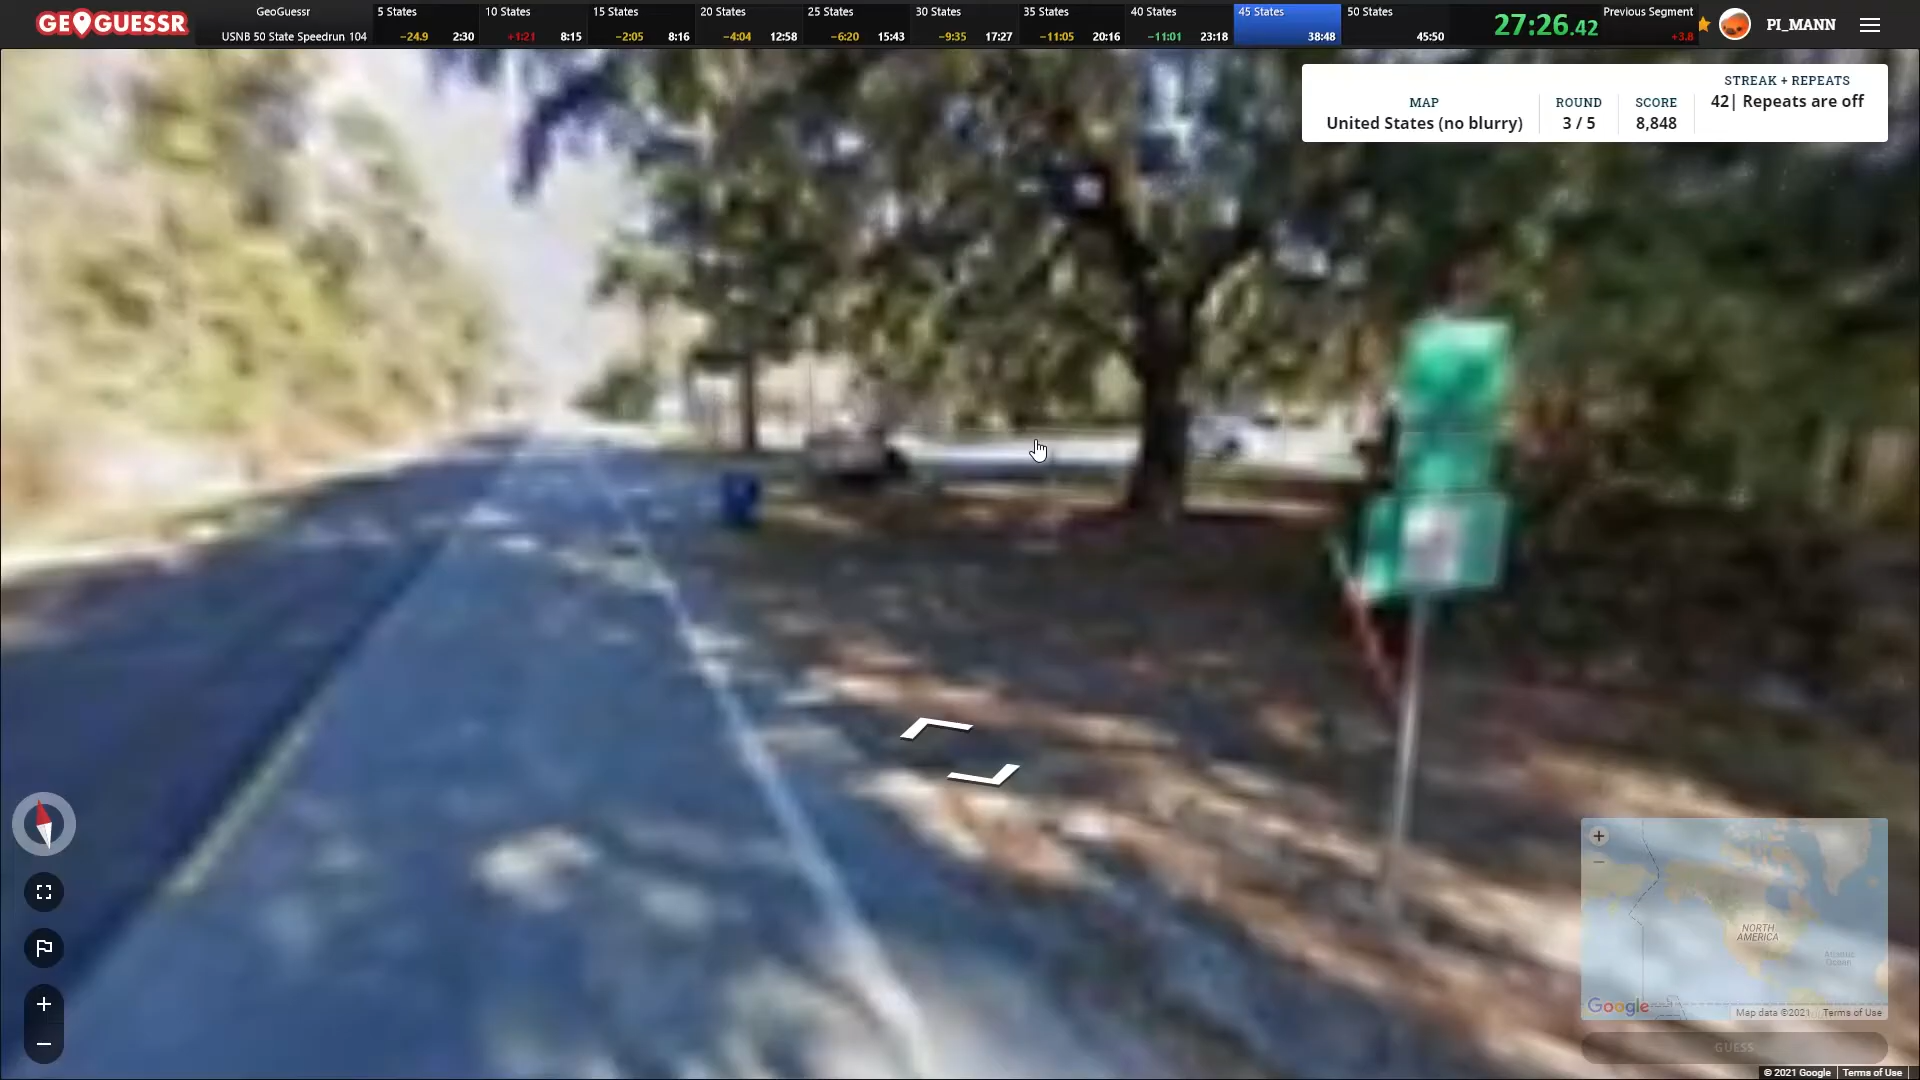 GEOGUESSR
GeoGuessr
USNB 50 State Speedrun 104
5 States
−24.9 2:30
10 States
+1:21 8:15
15 States
−2:05 8:16
20 States
−4:04 12:58
25 States
−6:20 15:43
30 States
−9:35 17:27
35 States
−11:05 20:16
40 States
−11:01 23:18
45 States
38:48
50 States
45:50
27:26.42
Previous Segment
+3.8
PI_MANN
MAP
United States (no blurry)
ROUND
3 / 5
SCORE
8,848
STREAK + REPEATS
42| Repeats are off
NORTH
AMERICA
Atlantic
Ocean
Google
Map data ©2021
Terms of Use
GUESS
© 2021 Google
Terms of Use